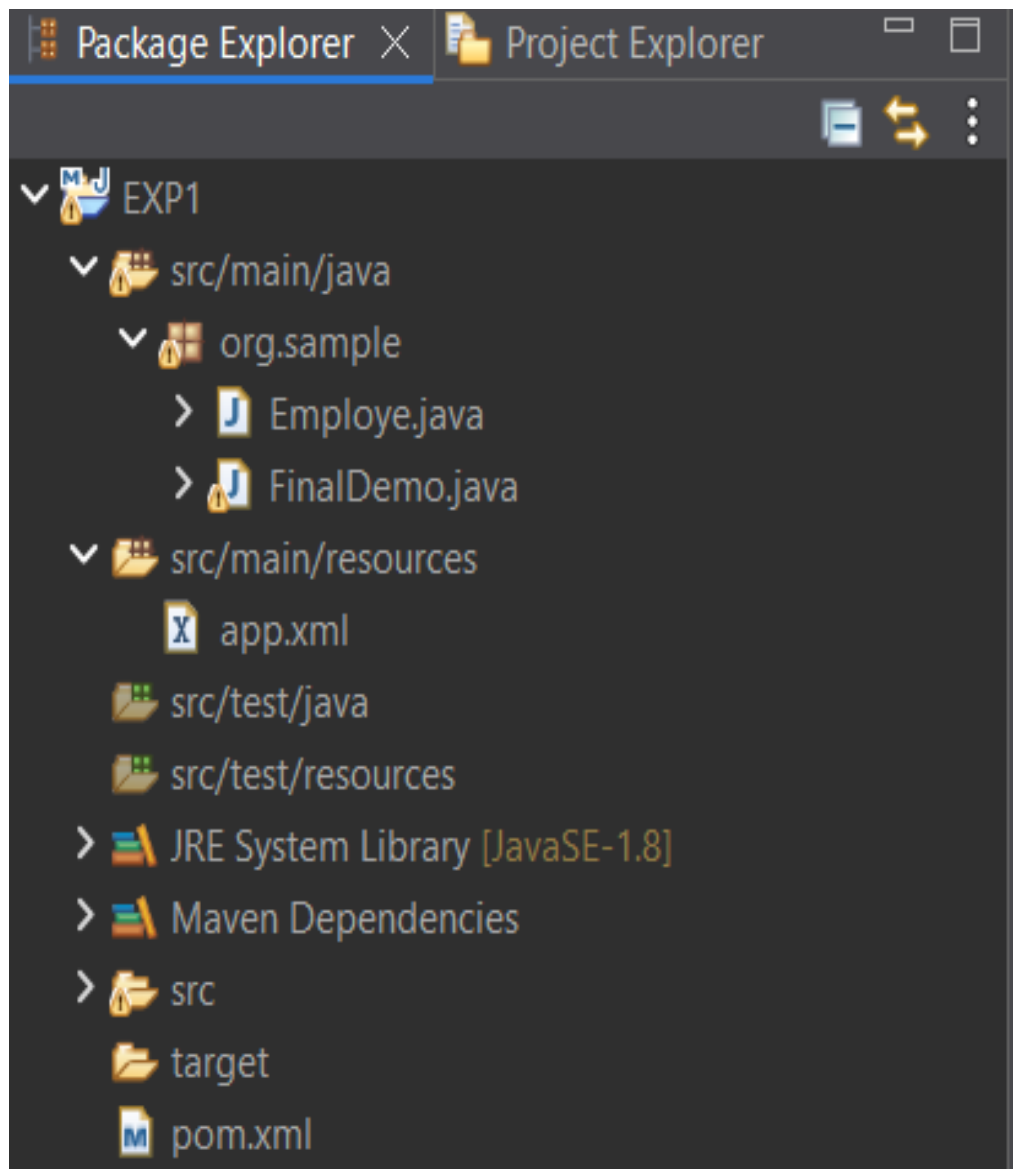 Package Explorer Project Explorer
EXP1
src/main/java
org.sample
Employe.java
FinalDemo.java
src/main/resources
app.xml
src/test/java
src/test/resources
JRE System Library [JavaSE-1.8]
Maven Dependencies
src
target
pom.xml